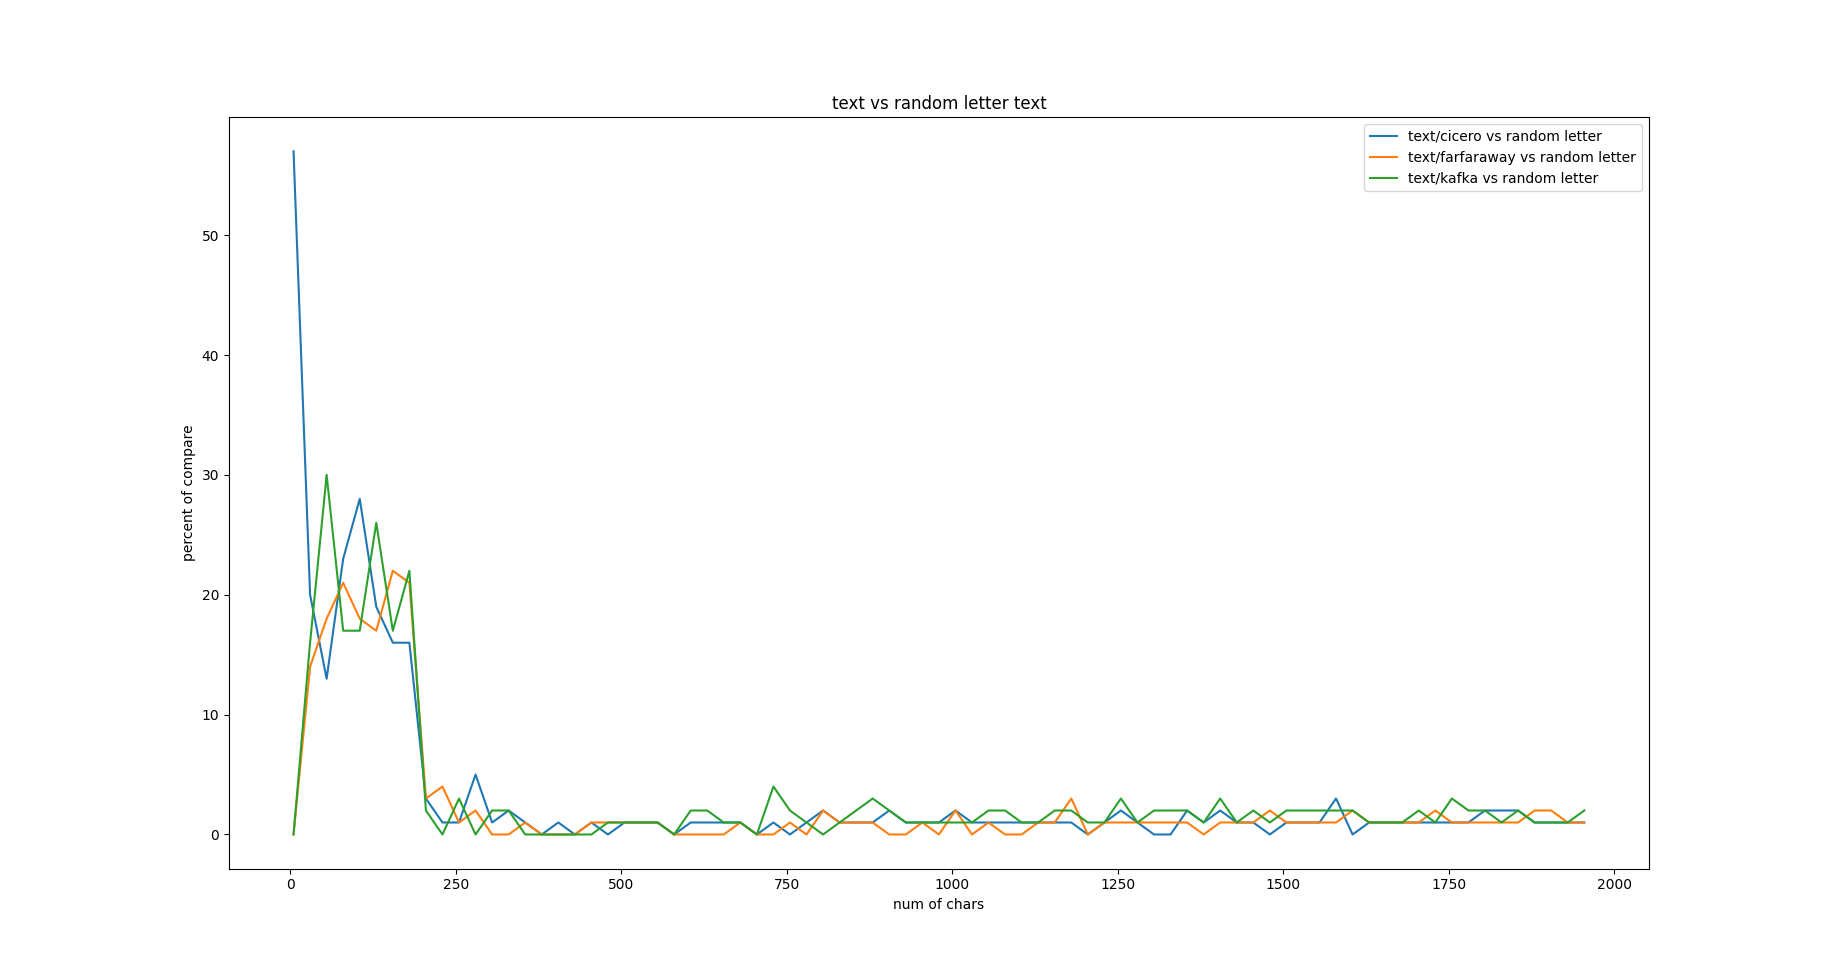 text vs random letter text
text/cicero vs random letter
text/farfaraway vs random letter
text/kafka vs random letter
50
40
30
20
10
0
percent of compare
0 250 500 750 1000 1250 1500 1750 2000
num of chars